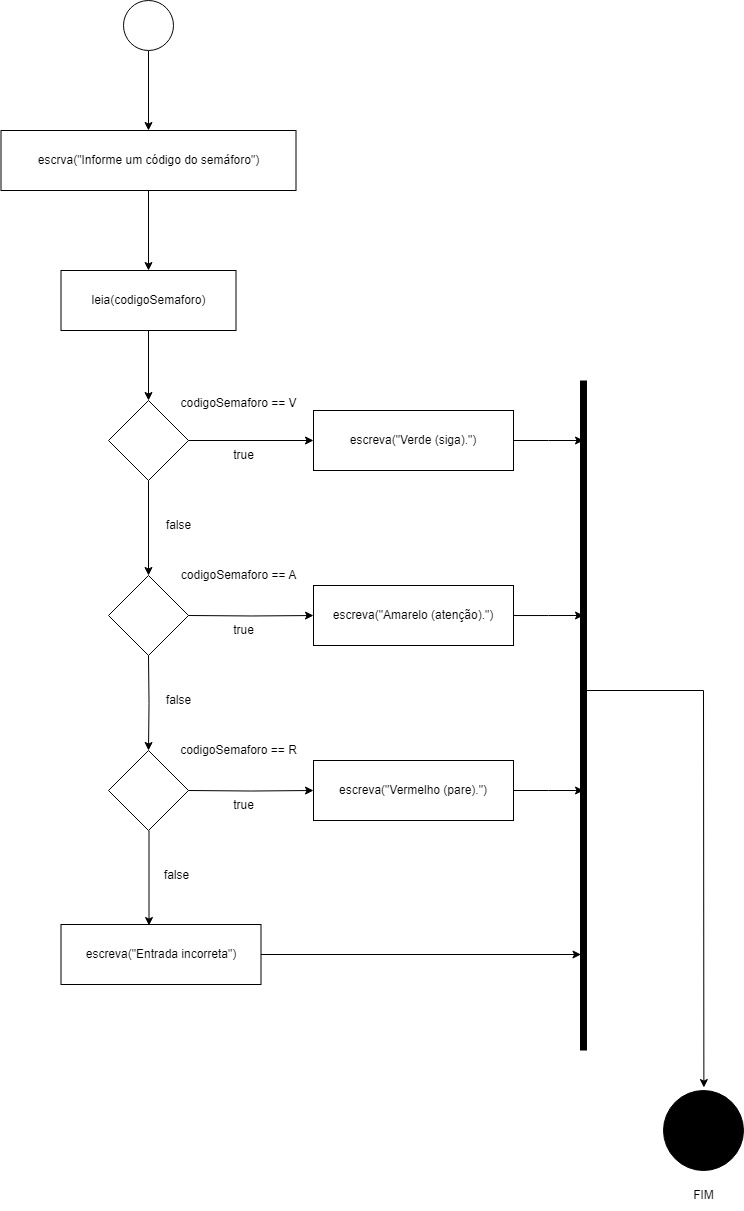 escrva("Informe um código do semáforo")
leia(codigoSemaforo)
codigoSemaforo == V
escreva("Verde (siga).")
true
false
codigoSemaforo == A
escreva("Amarelo (atenção).")
true
false
codigoSemaforo == R
escreva("Vermelho (pare).")
true
false
escreva("Entrada incorreta")
FIM